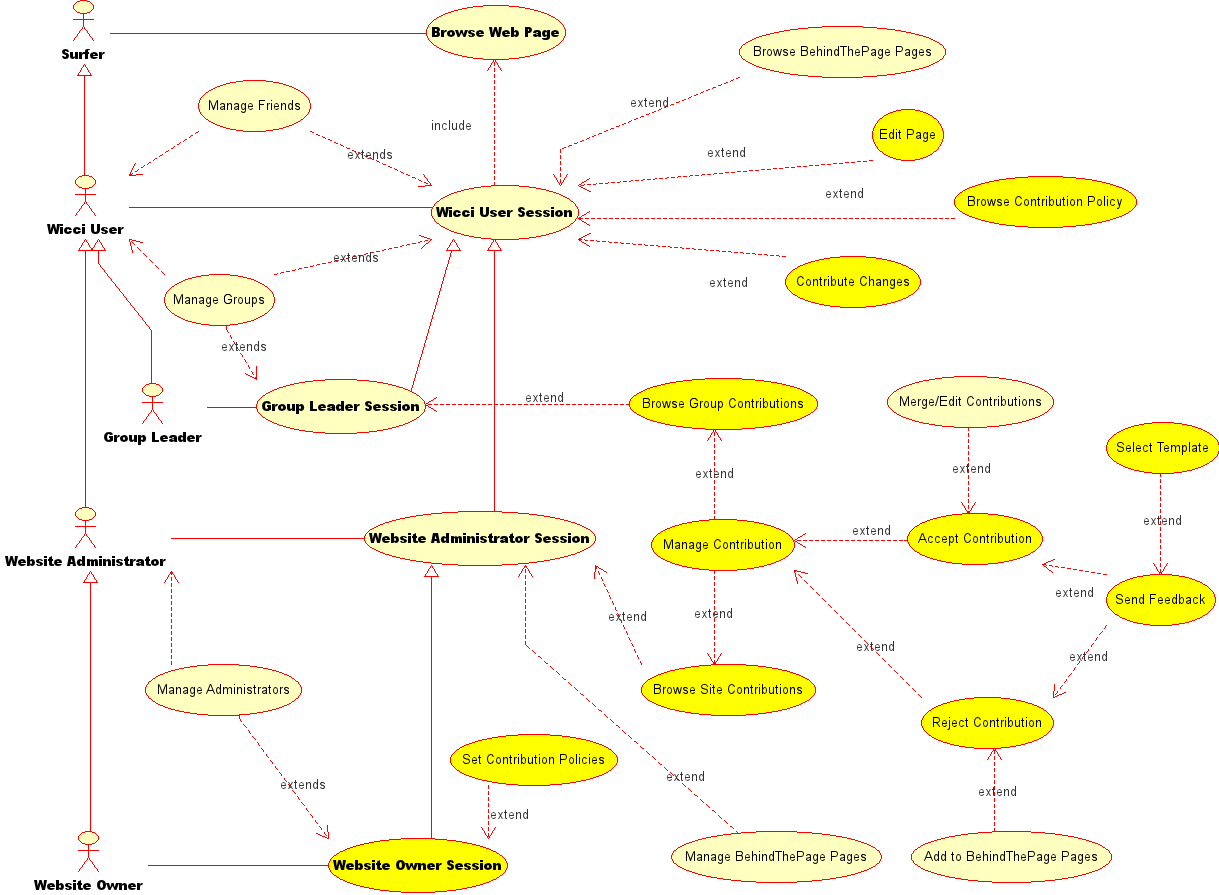 Browse Web Page
Surfer
Browse BehindThePage Pages
Manage Friends
extend
include
Edit Page
extends
extend
extend
Browse Contribution Policy
Wicci User Session
Wicci User
extends
Manage Groups
extend
Contribute Changes
extends
Group Leader Session
extend
Browse Group Contributions
Merge/Edit Contributions
Group Leader
Select Template
extend
extend
extend
Website Administrator Session
Manage Contribution
extend
Accept Contribution
Website Administrator
extend
Send Feedback
extend
extend
extend
extend
Manage Administrators
Browse Site Contributions
Reject Contribution
Set Contribution Policies
extends
extend
extend
extend
Website Owner Session
Manage BehindThePage Pages
Add to BehindThePage Pages
Website Owner